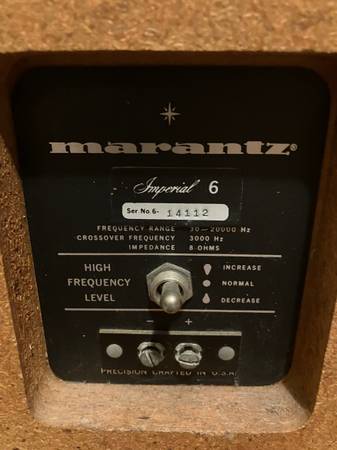 marantz®
Imperial 6
Ser. No. 6- 14112
FREQUENCY RANGE 30-20000 Hz
CROSSOVER FREQUENCY 3000 Hz
IMPEDANCE 8 OHMS
HIGH FREQUENCY LEVEL
INCREASE
NORMAL
DECREASE
- +
PRECISION CRAFTED IN U.S.A.